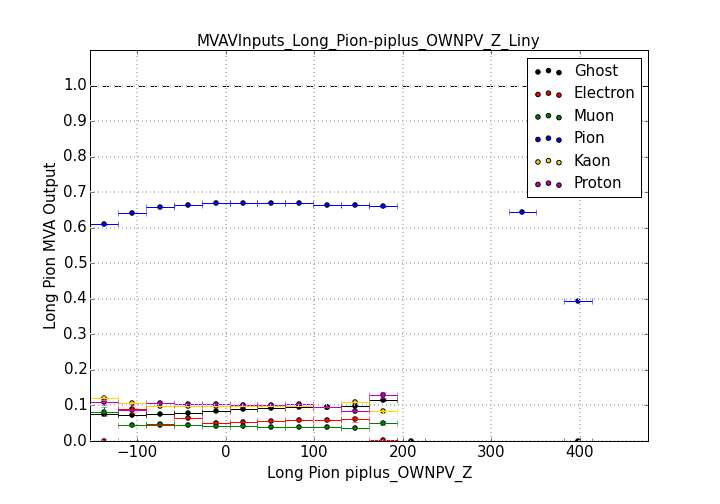 MVAVInputs_Long_Pion-piplus_OWNPV_Z_Liny
Long Pion MVA Output
1.0
0.9
0.8
0.7
0.6
0.5
0.4
0.3
0.2
0.1
0.0
Ghost
Electron
Muon
Pion
Kaon
Proton
−100
0
100
200
300
400
Long Pion piplus_OWNPV_Z